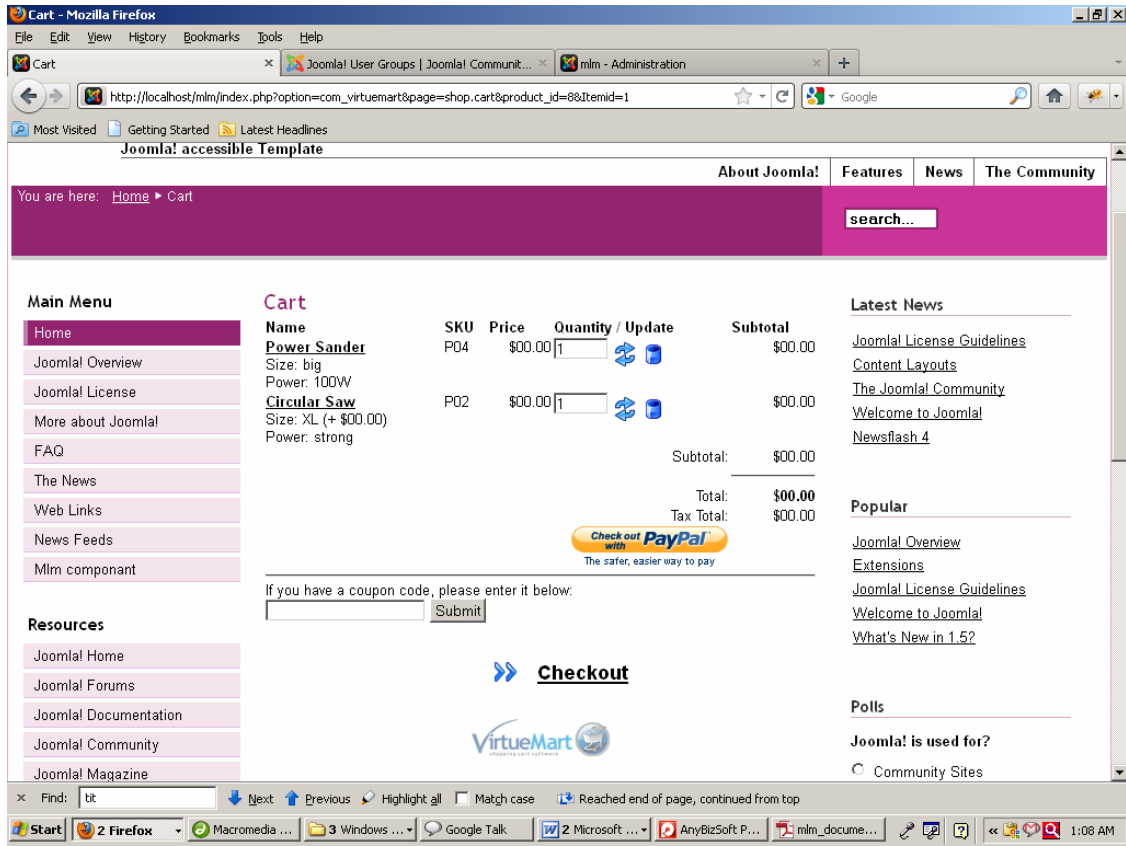 Cart - Mozilla Firefox
File Edit View History Bookmarks Tools Help
Cart × Joomla! User Groups | Joomla! Communit... × mlm - Administration × +
http://localhost/mlm/index.php?option=com_virtuemart&page=shop.cart&product_id=8&Itemid=1 Google
Most Visited Getting Started Latest Headlines
Joomla! accessible Template
About Joomla! Features News The Community
You are here: Home Cart
search...
Main Menu
Home
Joomla! Overview
Joomla! License
More about Joomla!
FAQ
The News
Web Links
News Feeds
Mlm componant
Resources
Joomla! Home
Joomla! Forums
Joomla! Documentation
Joomla! Community
Joomla! Magazine
Cart
Name SKU Price Quantity / Update Subtotal
Power Sander P04 $00.00 1 $00.00
Size: big
Power: 100W
Circular Saw P02 $00.00 1 $00.00
Size: XL (+ $00.00)
Power: strong
Subtotal: $00.00
Total: $00.00
Tax Total: $00.00
Check out with PayPal
The safer, easier way to pay
If you have a coupon code, please enter it below:
Submit
Checkout
VirtueMart
shopping cart software
Latest News
Joomla! License Guidelines
Content Layouts
The Joomla! Community
Welcome to Joomla!
Newsflash 4
Popular
Joomla! Overview
Extensions
Joomla! License Guidelines
Welcome to Joomla!
What's New in 1.5?
Polls
Joomla! is used for?
Community Sites
× Find: tit Next Previous Highlight all Match case Reached end of page, continued from top
Start 2 Firefox Macromedia ... 3 Windows ... Google Talk 2 Microsoft ... AnyBizSoft P... mlm_docume... « 1:08 AM